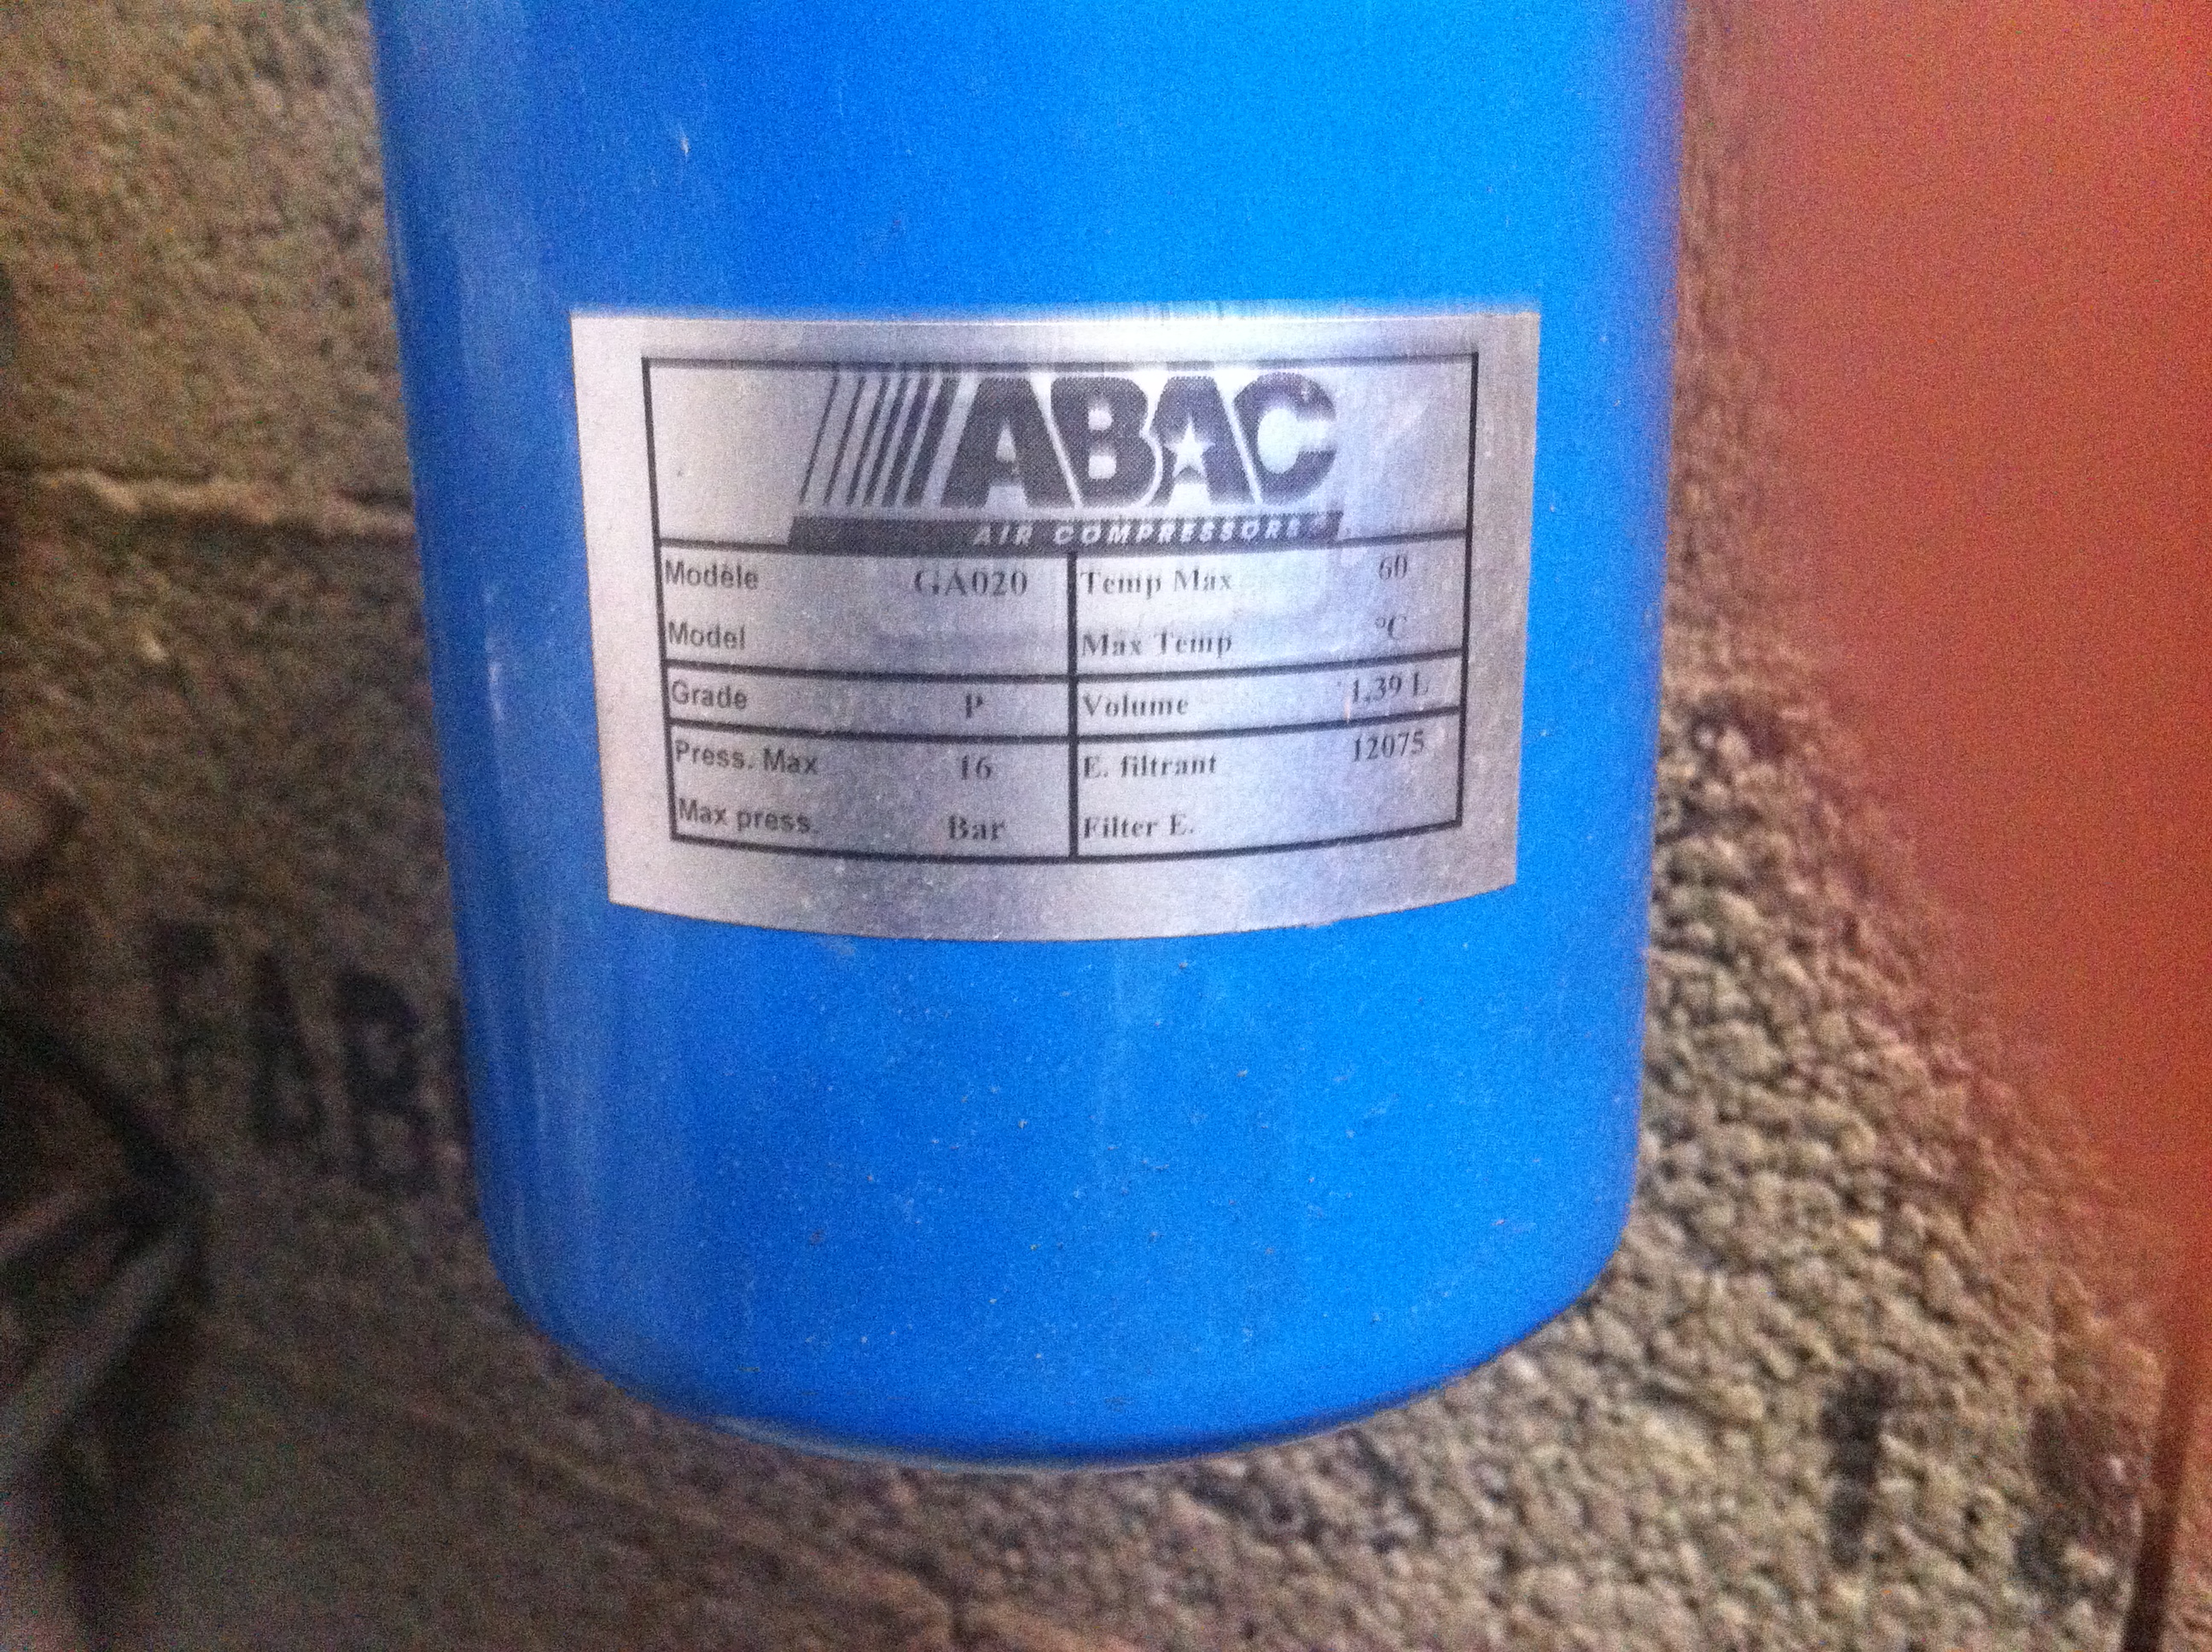 ABAC
AIR COMPRESSORS
Modèle GA020 Temp Max 60
Model Max Temp °C
Grade P Volume 1,39 L
Press. Max 16 E. filtrant 12075
Max press. Bar Filter E.